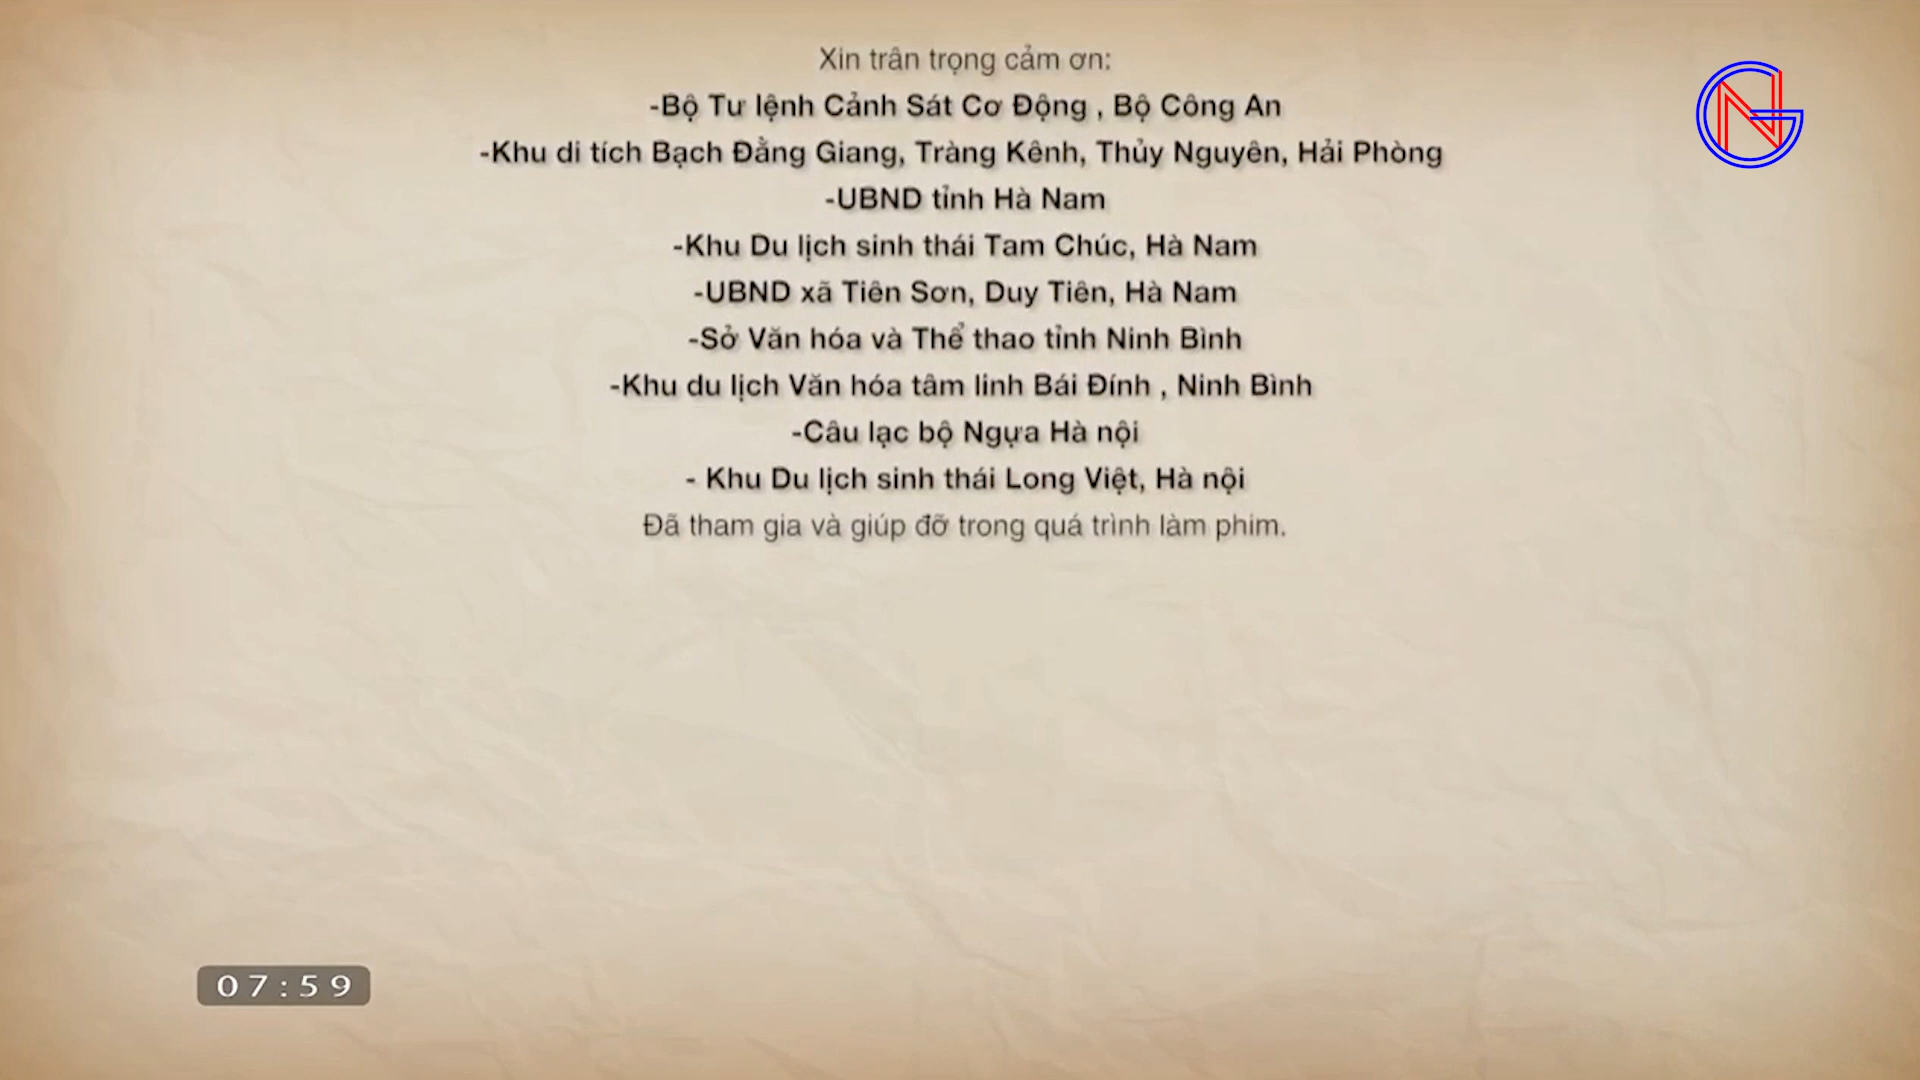 Xin trân trọng cảm ơn:
-Bộ Tư lệnh Cảnh Sát Cơ Động , Bộ Công An
-Khu di tích Bạch Đằng Giang, Tràng Kênh, Thủy Nguyên, Hải Phòng
-UBND tỉnh Hà Nam
-Khu Du lịch sinh thái Tam Chúc, Hà Nam
-UBND xã Tiên Sơn, Duy Tiên, Hà Nam
-Sở Văn hóa và Thể thao tỉnh Ninh Bình
-Khu du lịch Văn hóa tâm linh Bái Đính , Ninh Bình
-Câu lạc bộ Ngựa Hà nội
- Khu Du lịch sinh thái Long Việt, Hà nội
Đã tham gia và giúp đỡ trong quá trình làm phim.
NG
07:59